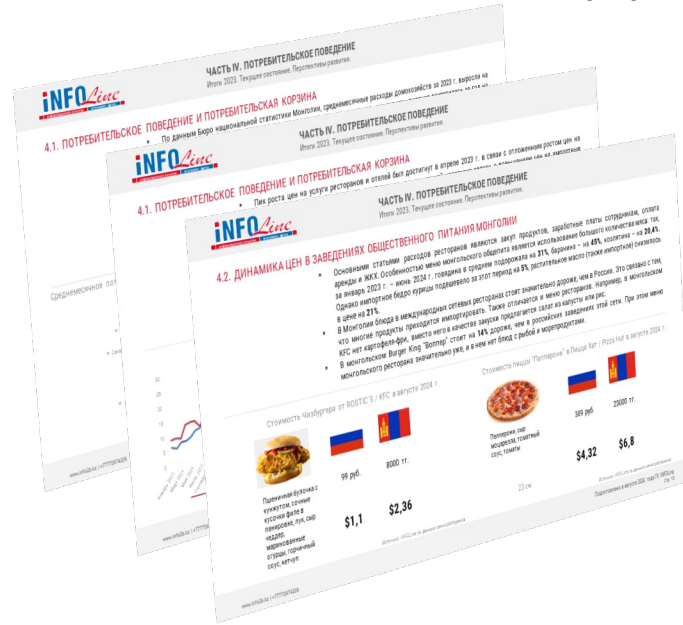 iNFOLine
ЧАСТЬ IV. ПОТРЕБИТЕЛЬСКОЕ ПОВЕДЕНИЕ
Итоги 2023. Текущее состояние. Перспективы развития.
4.1. ПОТРЕБИТЕЛЬСКОЕ ПОВЕДЕНИЕ И ПОТРЕБИТЕЛЬСКАЯ КОРЗИНА
• По данным Бюро национальной статистики Монголии, среднемесячные расходы домохозяйств за 2023 г. выросли на
Среднемесячное
iNFOLine
ЧАСТЬ IV. ПОТРЕБИТЕЛЬСКОЕ ПОВЕДЕНИЕ
Итоги 2023. Текущее состояние. Перспективы развития.
4.1. ПОТРЕБИТЕЛЬСКОЕ ПОВЕДЕНИЕ И ПОТРЕБИТЕЛЬСКАЯ КОРЗИНА
• Пик роста цен на услуги ресторанов и отелей был достигнут в апреле 2023 г. в связи с отложенным ростом цен на
30
25
20
15
10
5
0
iNFOLine
ЧАСТЬ IV. ПОТРЕБИТЕЛЬСКОЕ ПОВЕДЕНИЕ
Итоги 2023. Текущее состояние. Перспективы развития.
4.2. ДИНАМИКА ЦЕН В ЗАВЕДЕНИЯХ ОБЩЕСТВЕННОГО ПИТАНИЯ МОНГОЛИИ
• Основными статьями расходов ресторанов являются закуп продуктов, заработные платы сотрудникам, оплата
аренды и ЖКХ. Особенностью меню монгольского общепита является использование большого количества мяса: так,
за январь 2023 г. – июнь 2024 г. говядина в среднем подорожала на 31%, баранина – на 45%, козлятина – на 20,4%.
Однако импортное бедро курицы подешевело за этот период на 5%, растительное масло (также импортное) снизилось
в цене на 21%.
• В Монголии блюда в международных сетевых ресторанах стоят значительно дороже, чем в России. Это связано с тем,
что многие продукты приходится импортировать. Также отличается и меню ресторанов. Например, в монгольском
KFC нет картофеля-фри, вместо него в качестве закуски предлагается салат из капусты или рис.
• В монгольском Burger King "Воппер" стоит на 14% дороже, чем в российских заведениях этой сети. При этом меню
монгольского ресторана значительно уже, и в нем нет блюд с рыбой и морепродуктами.
Стоимость Чизбургера от ROSTIC'S / KFC в августе 2024 г.
Стоимость пиццы "Пепперони" в Пицца Хат / Pizza Hut в августе 2024 г.
Пшеничная булочка с
кунжутом, сочные
кусочки филе в
панировке, лук, сыр
чеддер,
маринованные
огурцы, горчичный
соус, кетчуп
99 руб.
8000 тг.
$1,1
$2,36
Пепперони, сыр
моцарелла, томатный
соус, томаты
389 руб.
23000 тг.
$4,32
$6,8
23 см